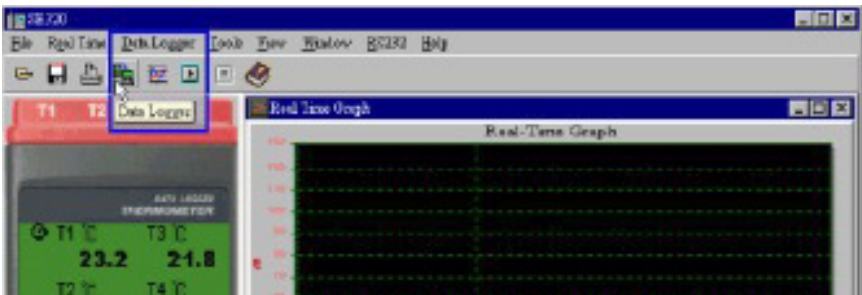 SE320
File Real Time Data Logger Tools View Window RS232 Help
T1 T2
Data Logger
Real Time Graph
Real-Time Graph
DATA LOGGER
THERMOMETER
T1 °C T3 °C
23.2 21.8
T2 °C T4 °C